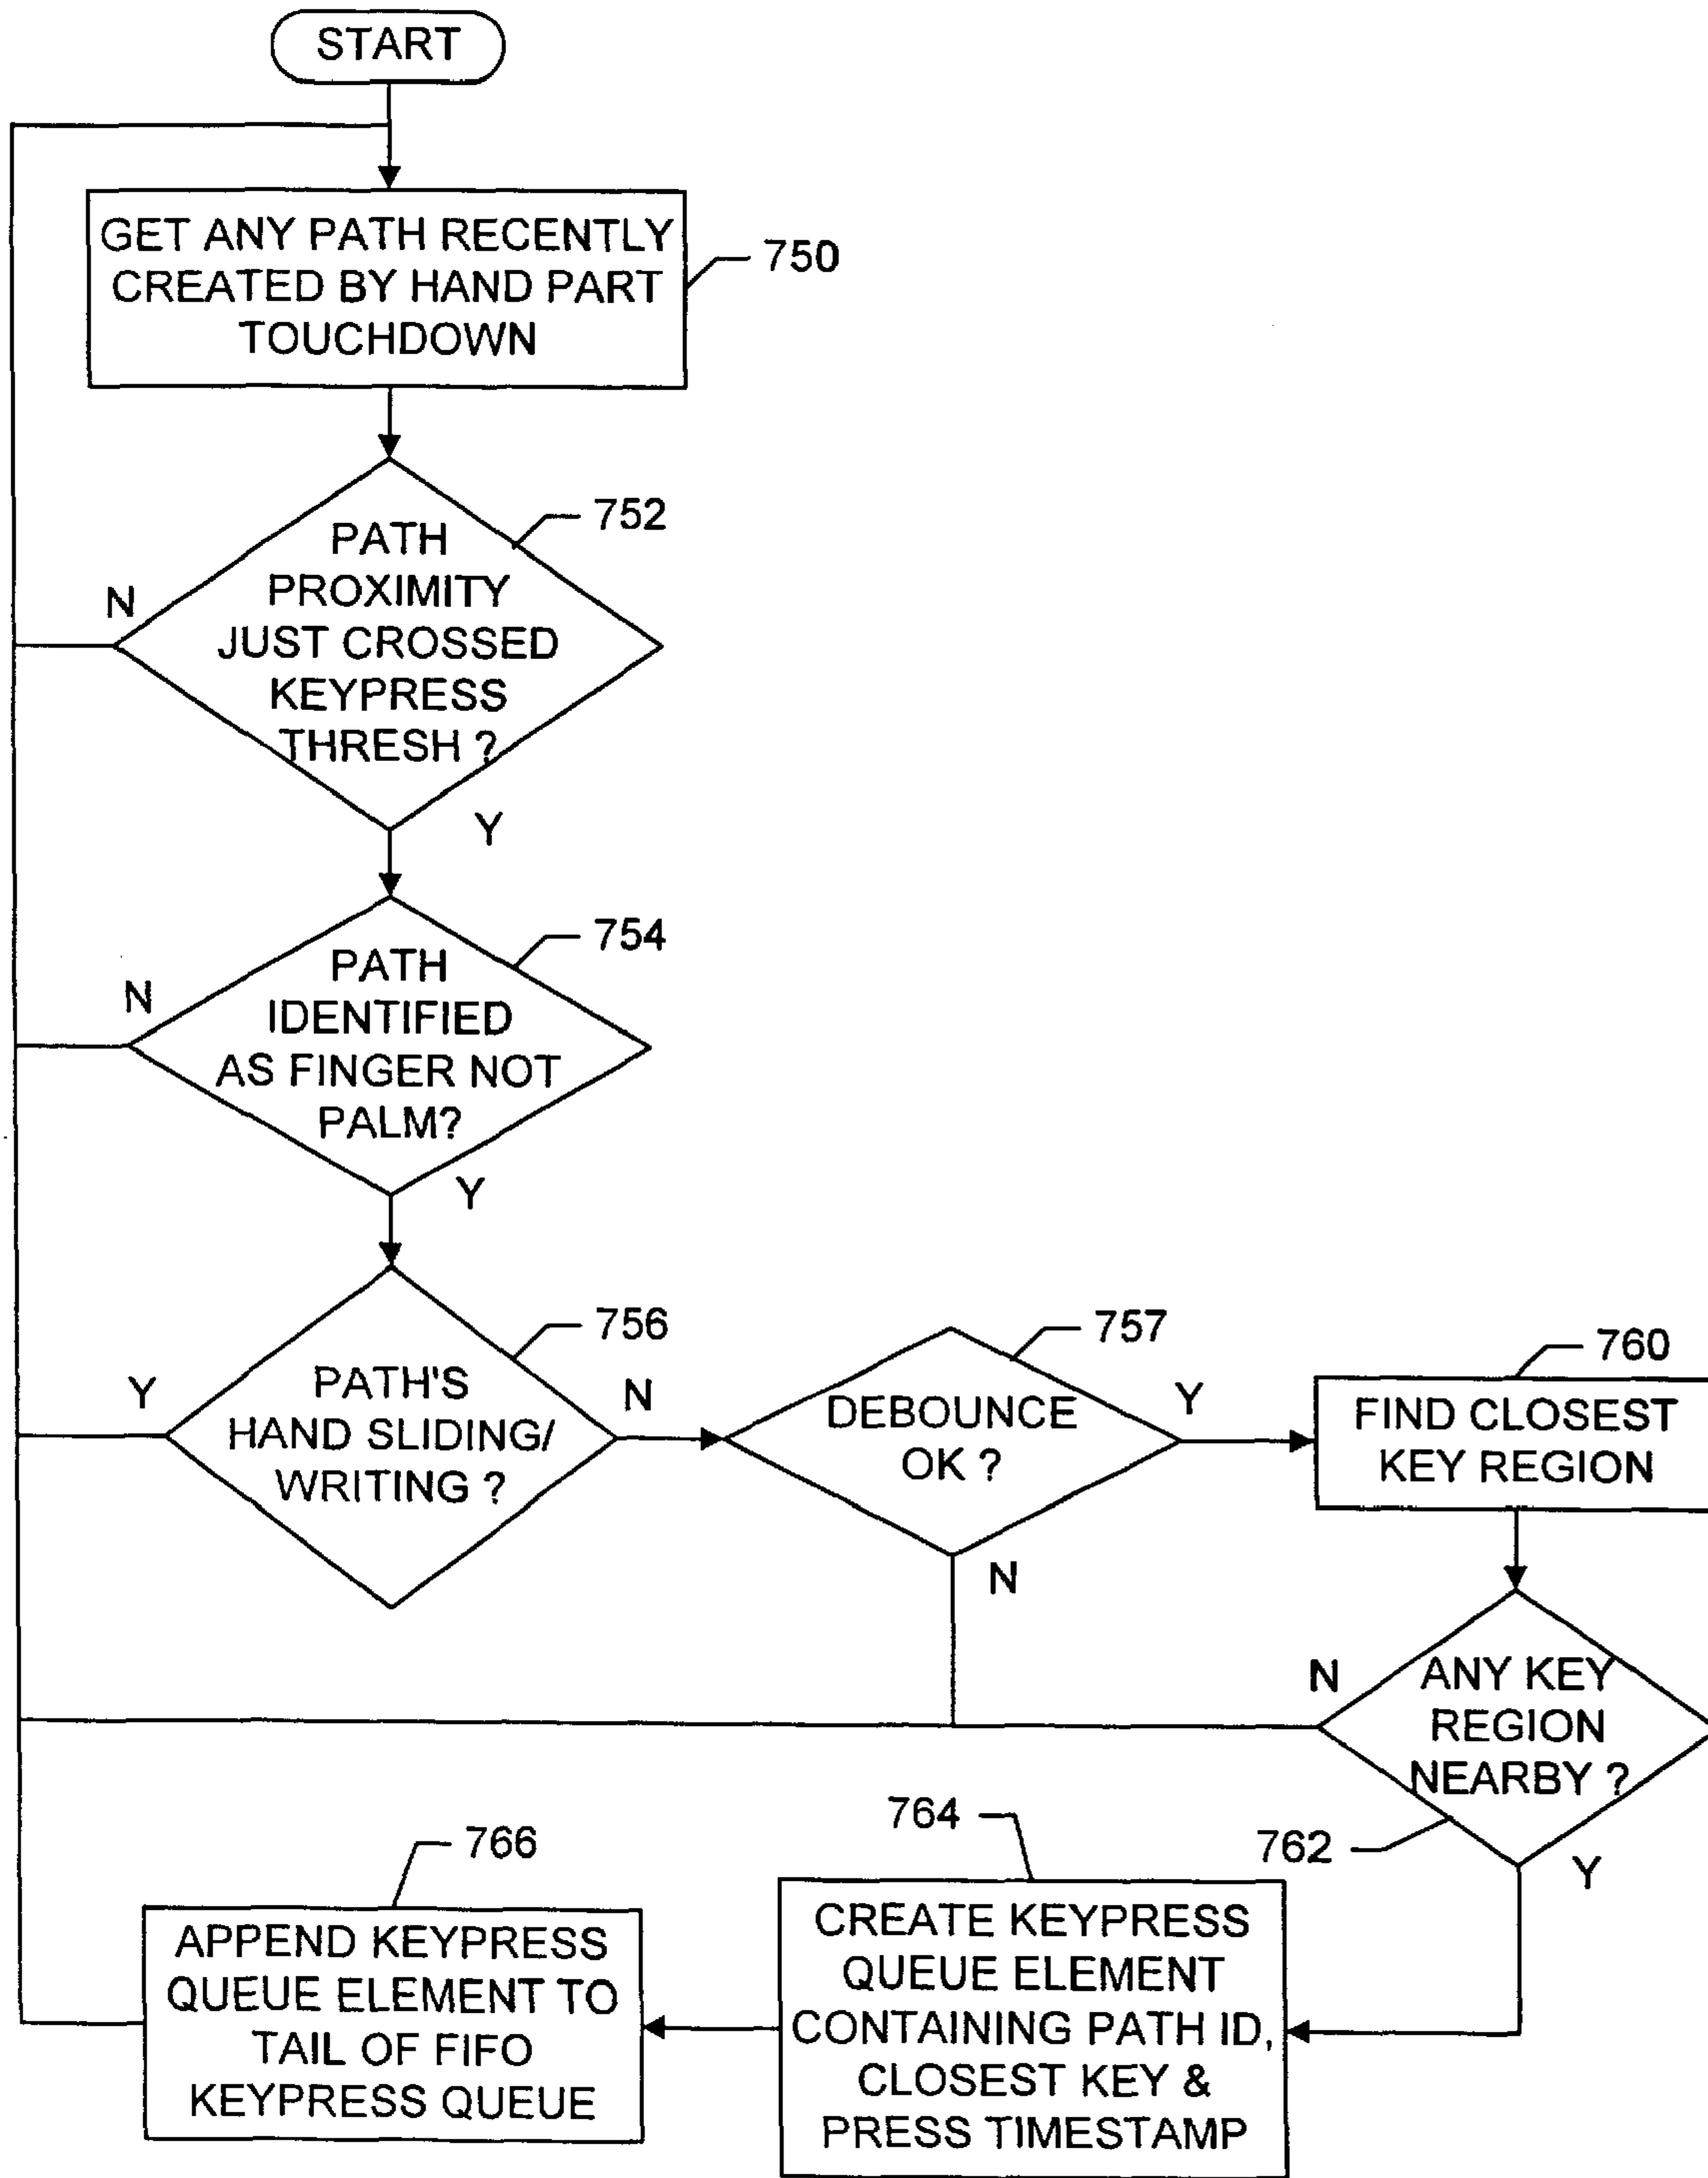 START
GET ANY PATH RECENTLY
CREATED BY HAND PART
TOUCHDOWN
750
752
PATH
PROXIMITY
JUST CROSSED
KEYPRESS
THRESH ?
N
Y
754
PATH
IDENTIFIED
AS FINGER NOT
PALM?
N
Y
756
PATH'S
HAND SLIDING/
WRITING ?
Y
N
757
DEBOUNCE
OK ?
Y
N
760
FIND CLOSEST
KEY REGION
ANY KEY
REGION
NEARBY ?
N
762
Y
764
CREATE KEYPRESS
QUEUE ELEMENT
CONTAINING PATH ID,
CLOSEST KEY &
PRESS TIMESTAMP
766
APPEND KEYPRESS
QUEUE ELEMENT TO
TAIL OF FIFO
KEYPRESS QUEUE